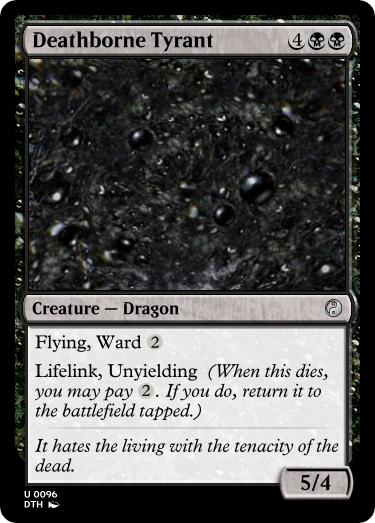 Deathborne Tyrant 4
Creature — Dragon
Flying, Ward 2
Lifelink, Unyielding (When this dies,
you may pay 2. If you do, return it to
the battlefield tapped.)
It hates the living with the tenacity of the
dead.
5/4
U 0096
DTH